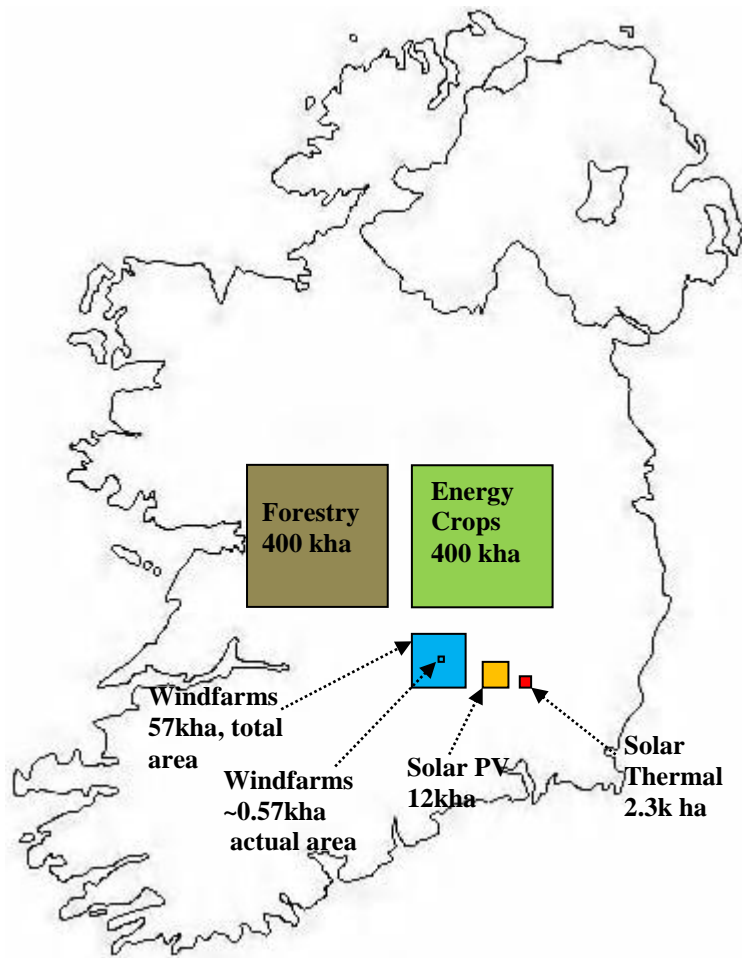 Forestry
400 kha
Energy
Crops
400 kha
Windfarms
57kha, total
area
Windfarms
~0.57kha
actual area
Solar PV
12kha
Solar
Thermal
2.3k ha